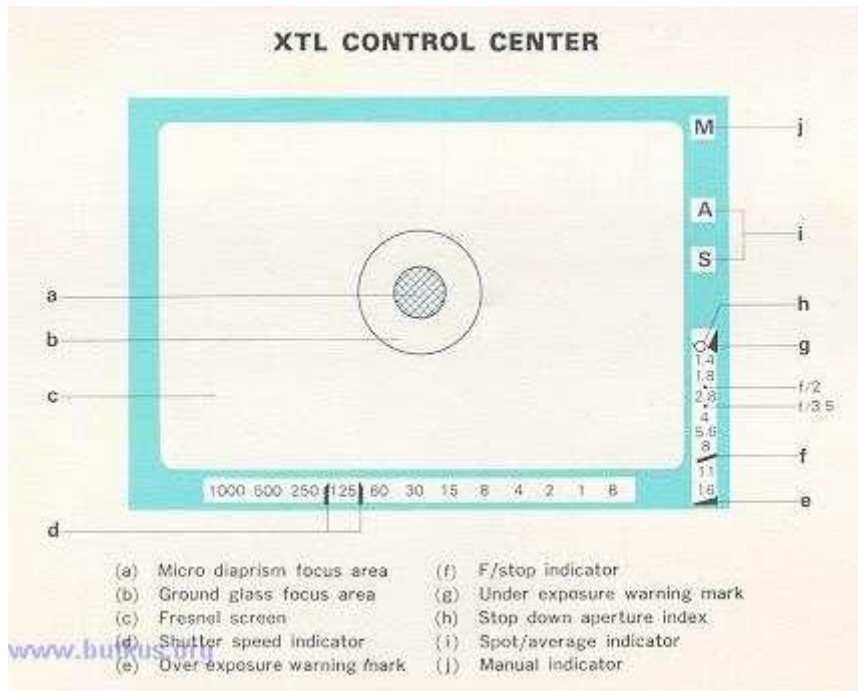 XTL CONTROL CENTER
M
j
A
i
S
a
h
b
g
1.4
1.8
f/2
c
2.8
f/3.5
4
5.6
8
f
11
16
e
1000 500 250 125 60 30 15 8 4 2 1 B
d
(a) Micro diaprism focus area
(b) Ground glass focus area
(c) Fresnel screen
(d) Shutter speed indicator
(e) Over exposure warning mark
(f) F/stop indicator
(g) Under exposure warning mark
(h) Stop down aperture index
(i) Spot/average indicator
(j) Manual indicator
www.butkus.org